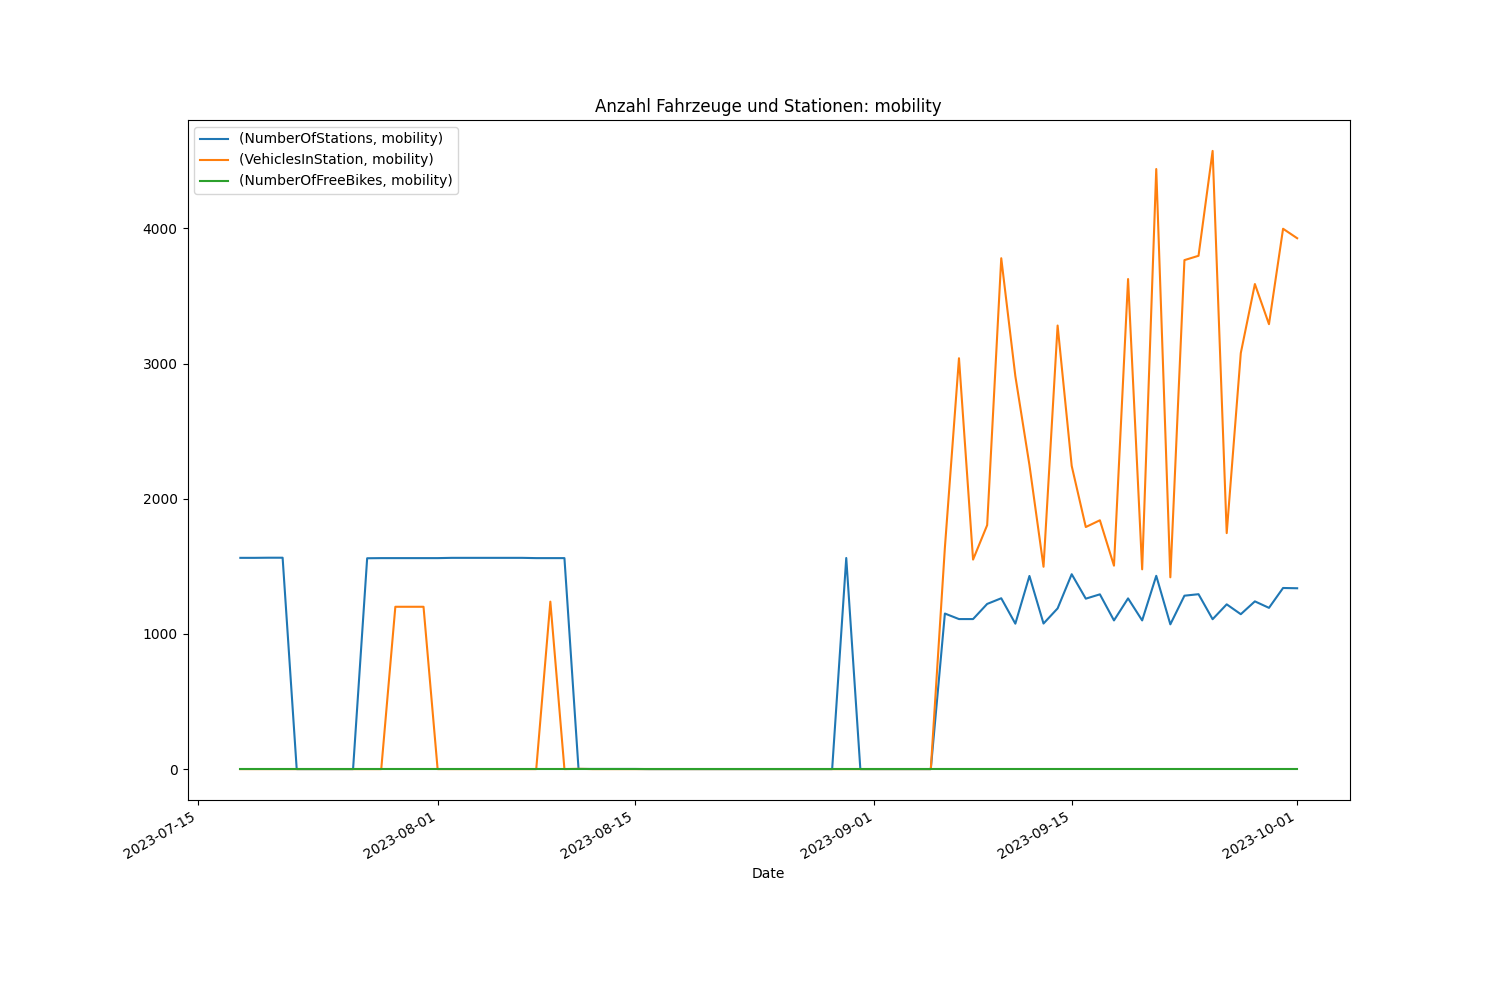 Anzahl Fahrzeuge und Stationen: mobility
(NumberOfStations, mobility)
(VehiclesInStation, mobility)
(NumberOfFreeBikes, mobility)
4000
3000
2000
1000
0
2023-07-15
2023-08-01
2023-08-15
2023-09-01
2023-09-15
2023-10-01
Date